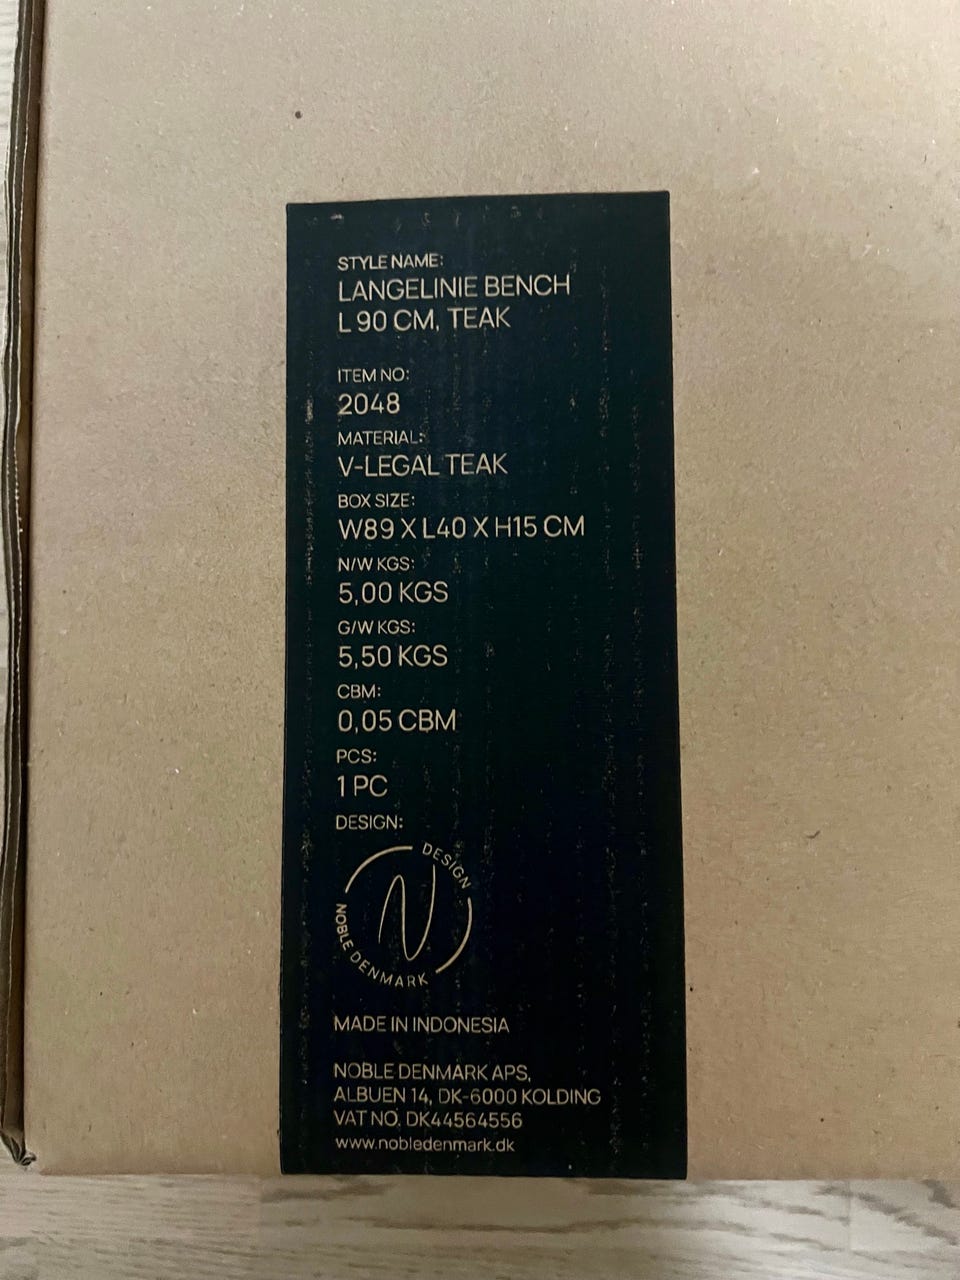 STYLE NAME:
LANGELINIE BENCH
L 90 CM, TEAK
ITEM NO:
2048
MATERIAL:
V-LEGAL TEAK
BOX SIZE:
W89 X L40 X H15 CM
N/W KGS:
5,00 KGS
G/W KGS:
5,50 KGS
CBM:
0,05 CBM
PCS:
1 PC
DESIGN:
DESIGN
N
NOBLE DENMARK
MADE IN INDONESIA
NOBLE DENMARK APS,
ALBUEN 14, DK-6000 KOLDING
VAT NO. DK44564556
www.nobledenmark.dk